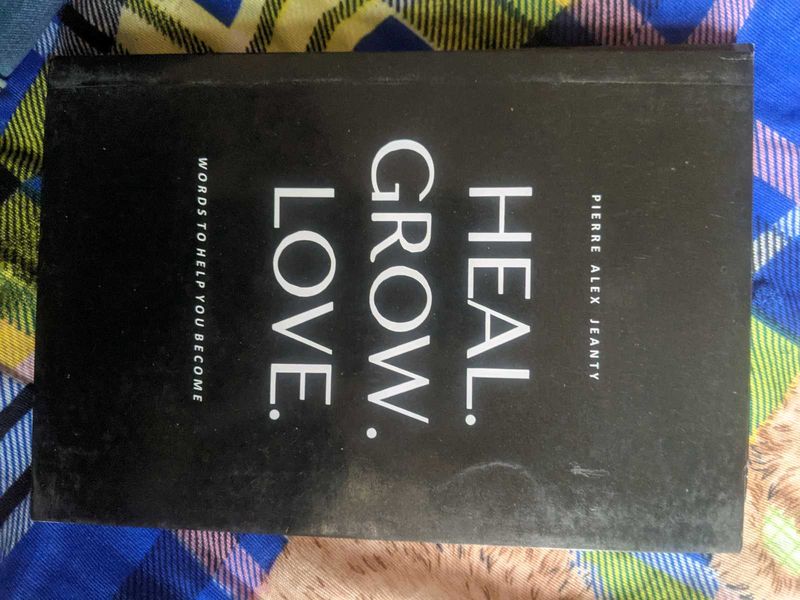 PIERRE ALEX JEANTY
HEAL.
GROW.
LOVE.
WORDS TO HELP YOU BECOME